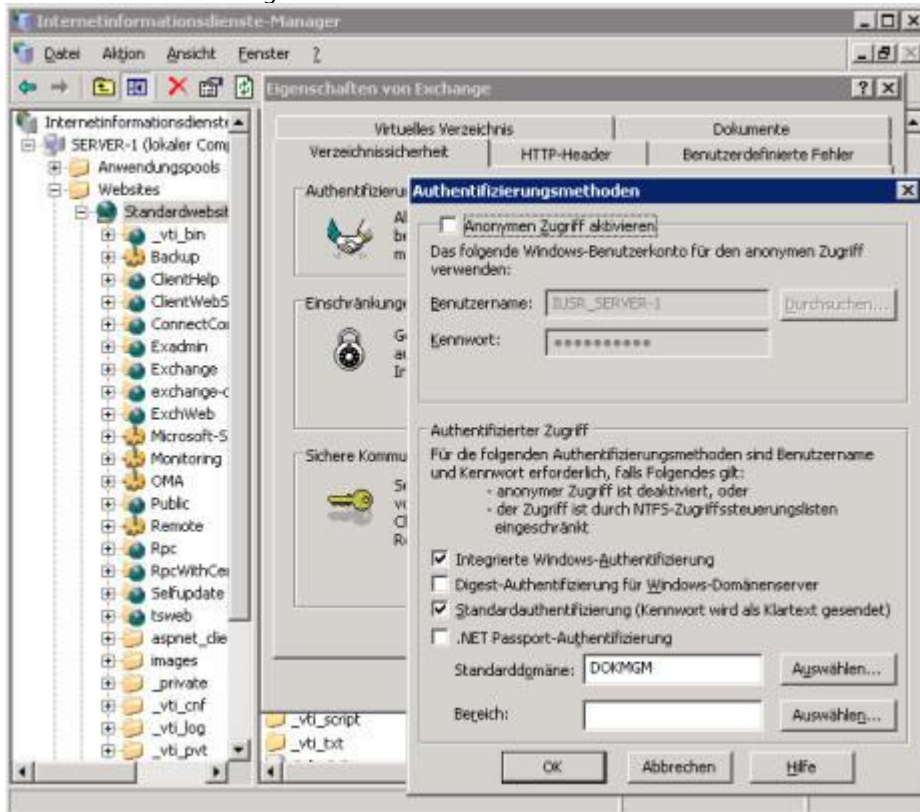 Internetinformationsdienste-Manager
Datei Aktion Ansicht Fenster ?
Eigenschaften von Exchange
Internetinformationsdienst
SERVER-1 (lokaler Com
Anwendungspools
Websites
Standardwebsit
_vti_bin
Backup
ClientHelp
ClientWebS
ConnectCo
Exadmin
Exchange
exchange-c
ExchWeb
Microsoft-S
Monitoring
OMA
Public
Remote
Rpc
RpcWithCe
Selfupdate
tsweb
aspnet_clie
images
_private
_vti_cnf
_vti_log
_vti_pvt
Virtuelles Verzeichnis Dokumente
Verzeichnissicherheit HTTP-Header Benutzerdefinierte Fehler
Authentifizieru
Einschränkunge
Sichere Kommu
_vti_script
_vti_txt
Authentifizierungsmethoden
Anonymen Zugriff aktivieren
Das folgende Windows-Benutzerkonto für den anonymen Zugriff
verwenden:
Benutzername: IUSR_SERVER-1 Durchsuchen...
Kennwort: ••••••••••
Authentifizierter Zugriff
Für die folgenden Authentifizierungsmethoden sind Benutzername
und Kennwort erforderlich, falls Folgendes gilt:
- anonymer Zugriff ist deaktiviert, oder
- der Zugriff ist durch NTFS-Zugriffssteuerungslisten
eingeschränkt
Integrierte Windows-Authentifizierung
Digest-Authentifizierung für Windows-Domänenserver
Standardauthentifizierung (Kennwort wird als Klartext gesendet)
.NET Passport-Authentifizierung
Standarddomäne: DOKMGM Auswählen...
Bereich: Auswählen...
OK Abbrechen Hilfe